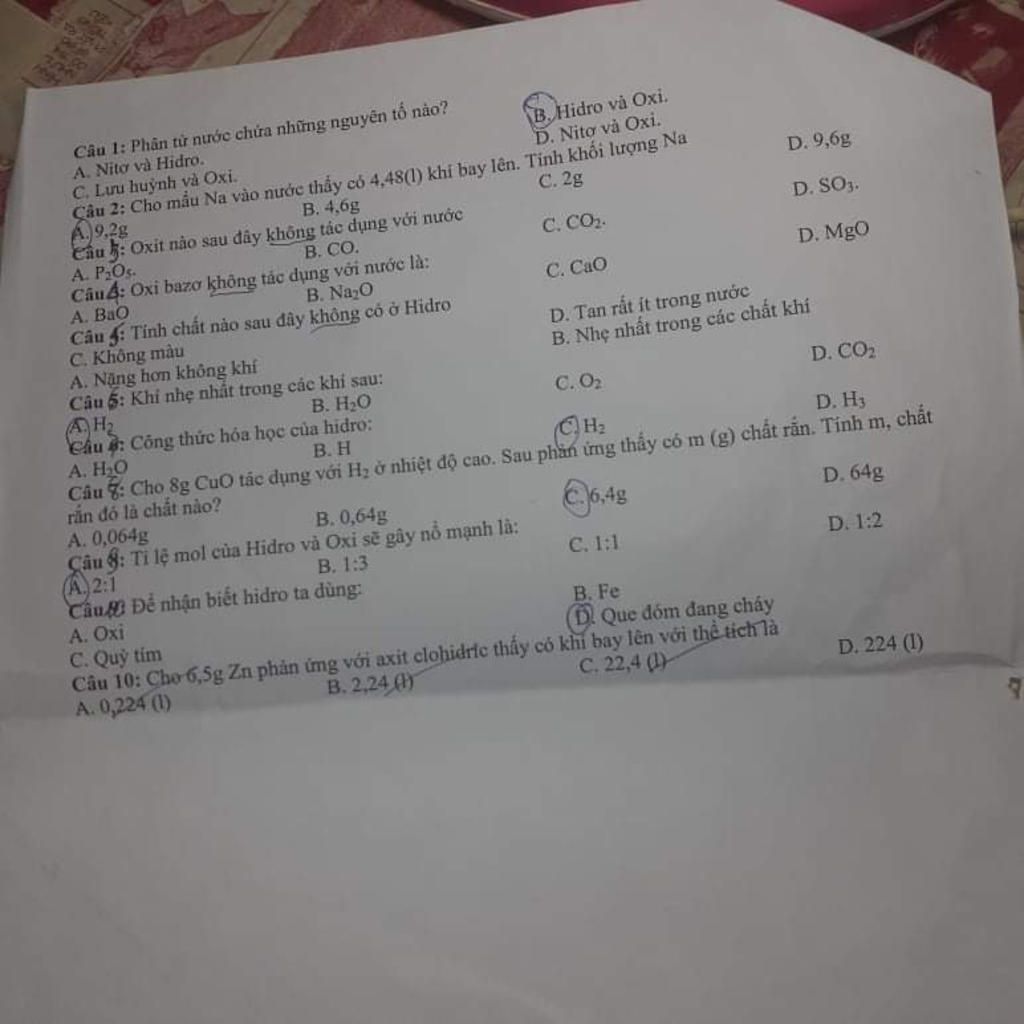 Câu 1: Phân tử nước chứa những nguyên tố nào?
A. Nitơ và Hidro. B. Hidro và Oxi.
C. Lưu huỳnh và Oxi. D. Nitơ và Oxi.
Câu 2: Cho mẩu Na vào nước thấy có 4,48(l) khí bay lên. Tính khối lượng Na
A. 9,2g B. 4,6g C. 2g D. 9,6g
Câu 3: Oxit nào sau đây không tác dụng với nước
A. P₂O₅. B. CO. C. CO₂. D. SO₃.
Câu 4: Oxi bazơ không tác dụng với nước là:
A. BaO B. Na₂O C. CaO D. MgO
Câu: Tính chất nào sau đây không có ở Hidro
C. Không màu D. Tan rất ít trong nước
A. Nặng hơn không khí B. Nhẹ nhất trong các chất khí
Câu: Khí nhẹ nhất trong các khí sau:
A. H₂ B. H₂O C. O₂ D. CO₂
Câu: Công thức hóa học của hidro:
A. H₂O B. H C. H₂ D. H₃
Câu: Cho 8g CuO tác dụng với H₂ ở nhiệt độ cao. Sau phản ứng thấy có m (g) chất rắn. Tính m, chất
rắn đó là chất nào?
A. 0,064g B. 0,64g C. 6,4g D. 64g
Câu: Tỉ lệ mol của Hidro và Oxi sẽ gây nổ mạnh là:
A. 2:1 B. 1:3 C. 1:1 D. 1:2
Câu: Để nhận biết hidro ta dùng:
A. Oxi B. Fe
C. Quỳ tím D. Que đóm đang cháy
Câu 10: Cho 6,5g Zn phản ứng với axit clohidric thấy có khí bay lên với thể tích là
A. 0,224 (l) B. 2,24 (l) C. 22,4 (l) D. 224 (l)